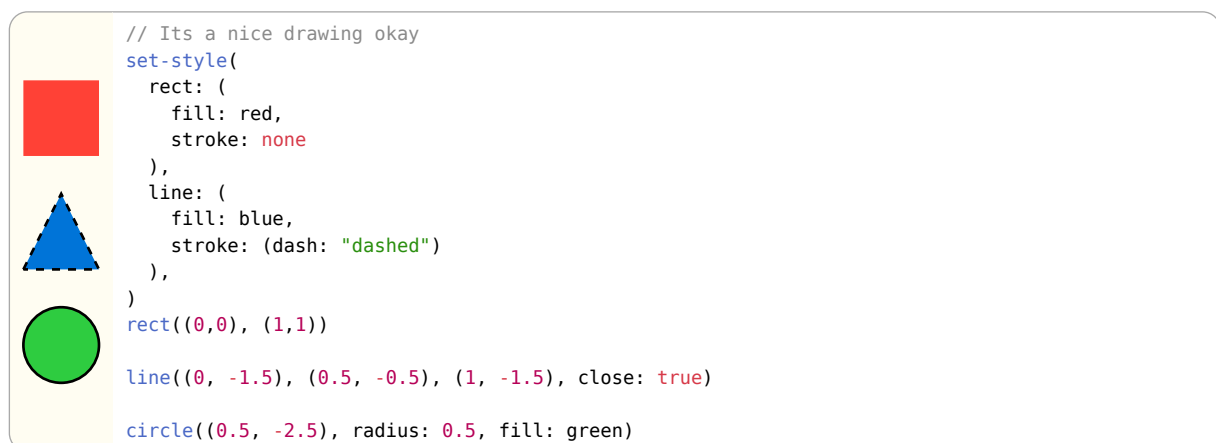 // Its a nice drawing okay
set-style(
  rect: (
    fill: red,
    stroke: none
  ),
  line: (
    fill: blue,
    stroke: (dash: "dashed")
  ),
)
rect((0,0), (1,1))

line((0, -1.5), (0.5, -0.5), (1, -1.5), close: true)

circle((0.5, -2.5), radius: 0.5, fill: green)